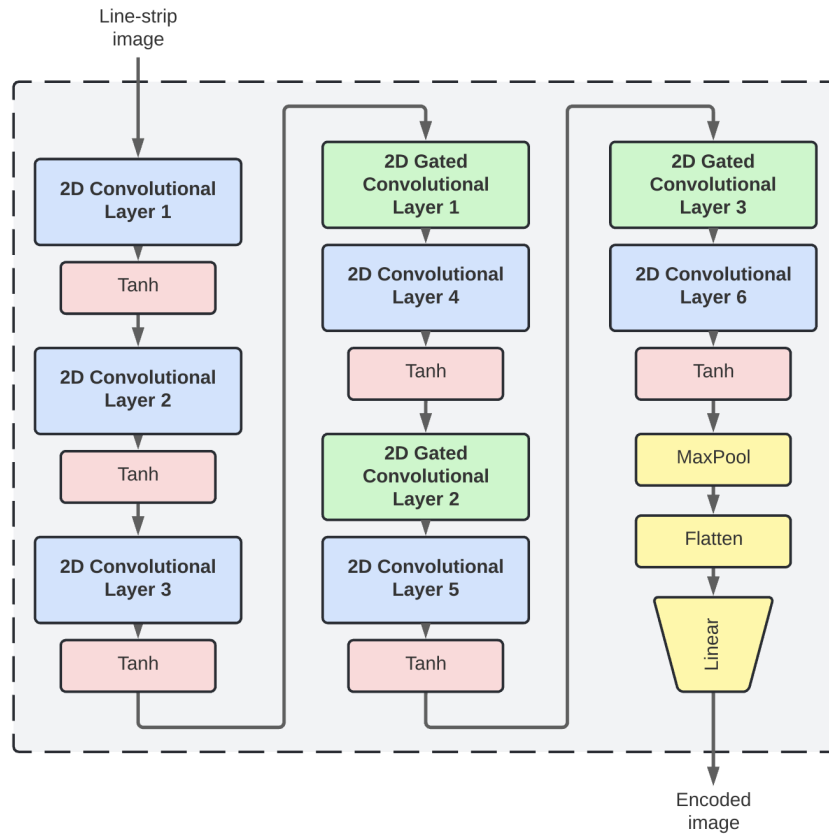 Line-strip
image
2D Convolutional
Layer 1
Tanh
2D Convolutional
Layer 2
Tanh
2D Convolutional
Layer 3
Tanh
2D Gated
Convolutional
Layer 1
2D Convolutional
Layer 4
Tanh
2D Gated
Convolutional
Layer 2
2D Convolutional
Layer 5
Tanh
2D Gated
Convolutional
Layer 3
2D Convolutional
Layer 6
Tanh
MaxPool
Flatten
Linear
Encoded
image